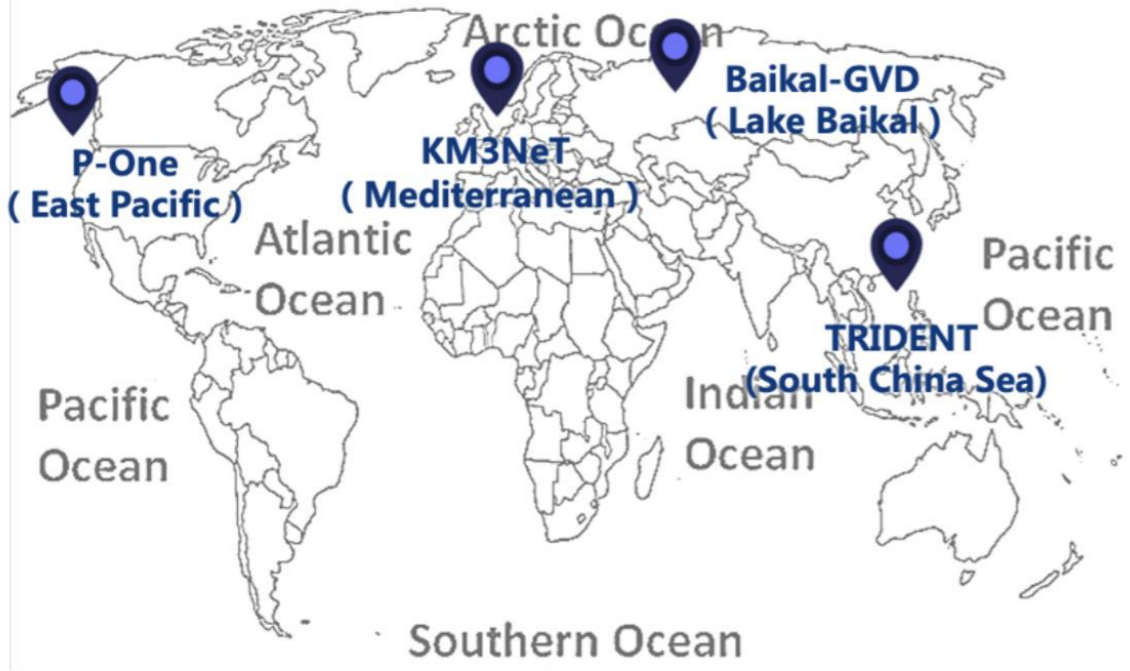 Arctic Ocean
Baikal-GVD
( Lake Baikal )
P-One
( East Pacific )
KM3NeT
( Mediterranean )
Atlantic
Ocean
Pacific
Ocean
TRIDENT
(South China Sea)
Indian
Ocean
Pacific
Ocean
Southern Ocean